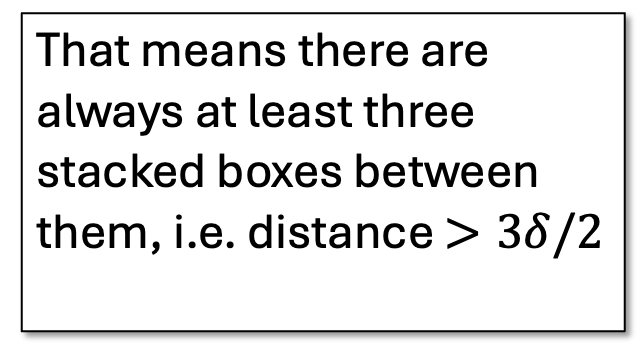 That means there are
always at least three
stacked boxes between
them, i.e. distance > 3𝛿/2